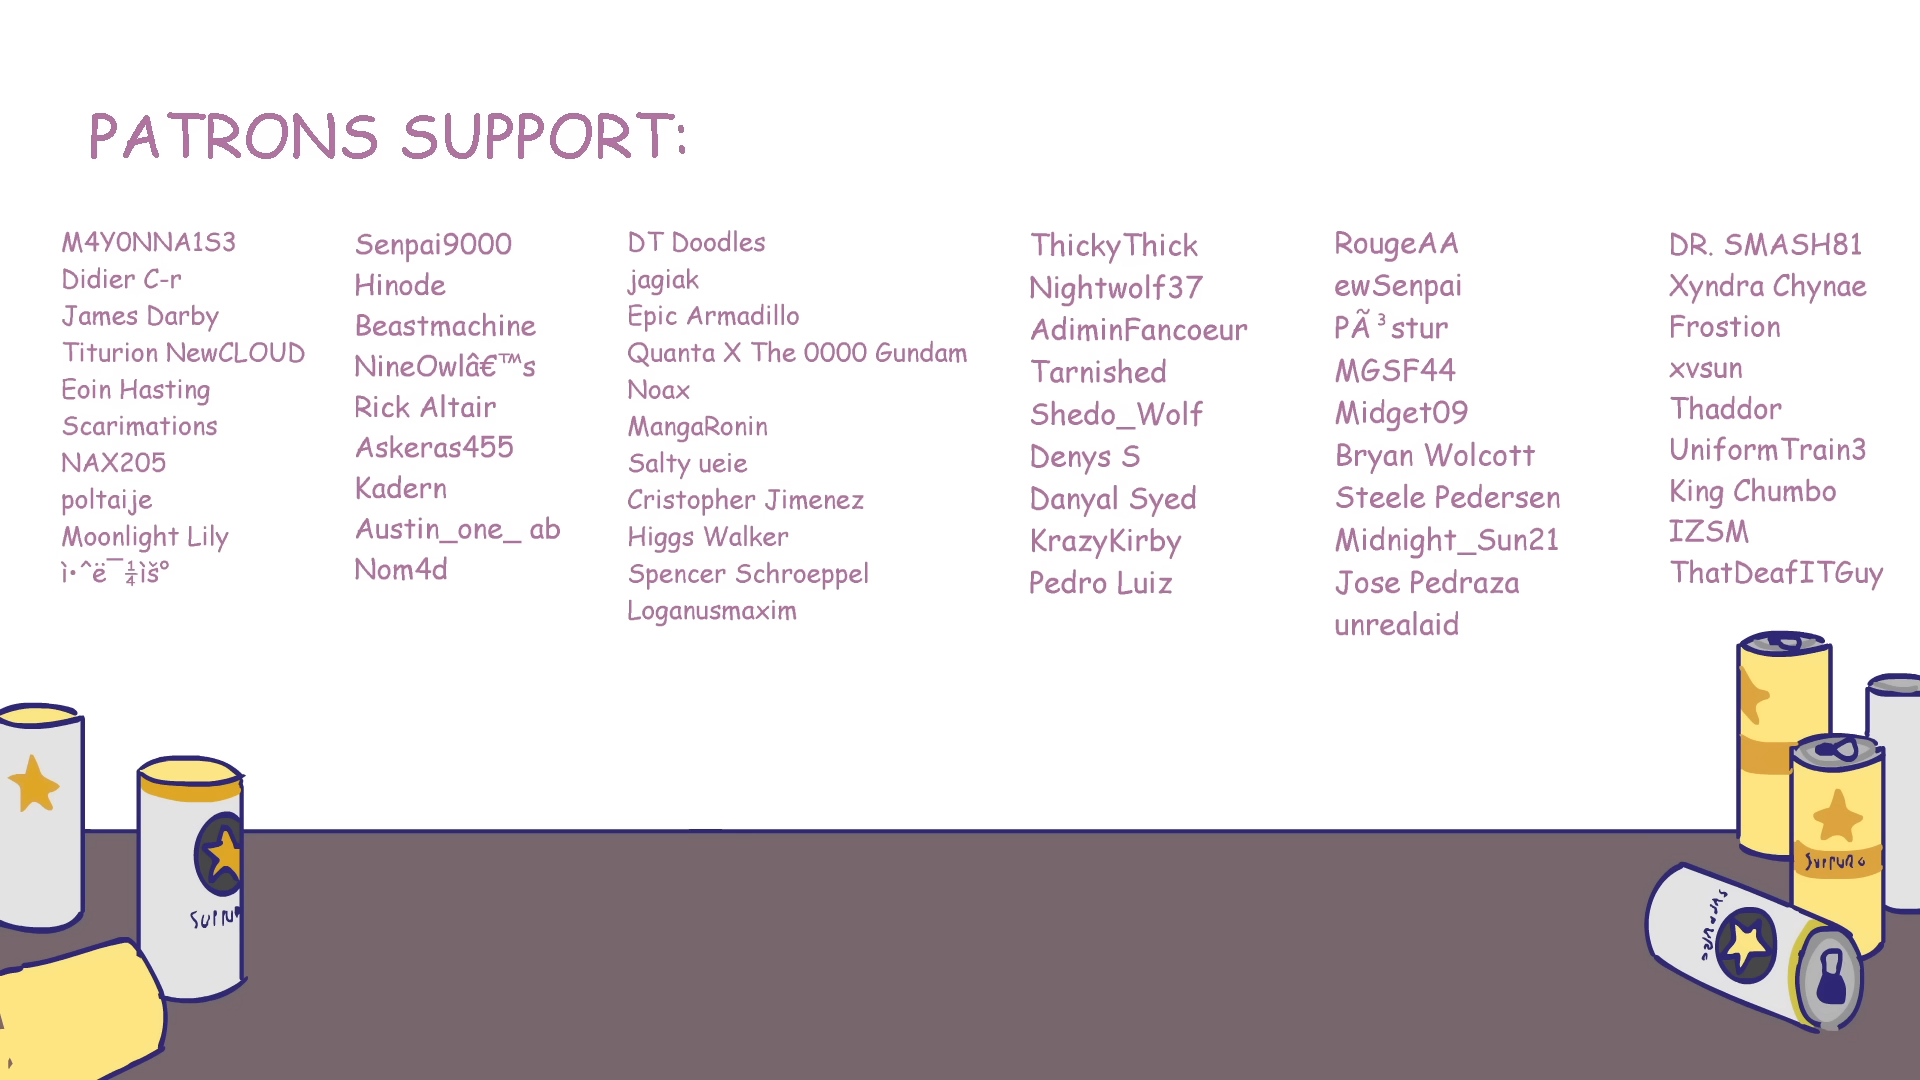 PATRONS SUPPORT:
M4Y0NNA1S3
Didier C-r
James Darby
Titurion NewCLOUD
Eoin Hasting
Scarimations
NAX205
poltaije
Moonlight Lily
ì•ˆë¯¼ìš°
Senpai9000
Hinode
Beastmachine
NineOwlâ€™s
Rick Altair
Askeras455
Kadern
Austin_one_ ab
Nom4d
DT Doodles
jagiak
Epic Armadillo
Quanta X The 0000 Gundam
Noax
MangaRonin
Salty ueie
Cristopher Jimenez
Higgs Walker
Spencer Schroeppel
Loganusmaxim
ThickyThick
Nightwolf37
AdiminFancoeur
Tarnished
Shedo_Wolf
Denys S
Danyal Syed
KrazyKirby
Pedro Luiz
RougeAA
ewSenpai
PÃ³stur
MGSF44
Midget09
Bryan Wolcott
Steele Pedersen
Midnight_Sun21
Jose Pedraza
unrealaid
DR. SMASH81
Xyndra Chynae
Frostion
xvsun
Thaddor
UniformTrain3
King Chumbo
IZSM
ThatDeafITGuy